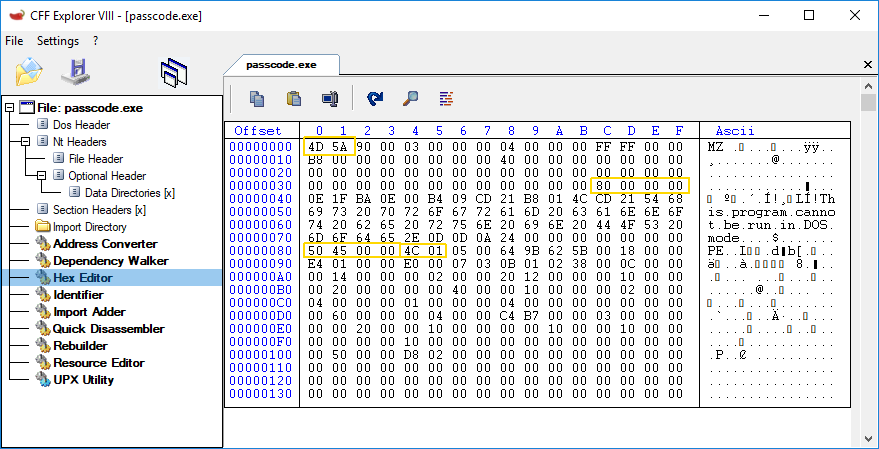 CFF Explorer VIII - [passcode.exe]
File Settings ?
passcode.exe
File: passcode.exe
Dos Header
Nt Headers
File Header
Optional Header
Data Directories [x]
Section Headers [x]
Import Directory
Address Converter
Dependency Walker
Hex Editor
Identifier
Import Adder
Quick Disassembler
Rebuilder
Resource Editor
UPX Utility
Offset 0 1 2 3 4 5 6 7 8 9 A B C D E F Ascii
00000000 4D 5A 90 00 03 00 00 00 04 00 00 00 FF FF 00 00 MZ . . . . ÿÿ . .
00000010 B8 00 00 00 00 00 00 00 40 00 00 00 00 00 00 00 ¸.......@.......
00000020 00 00 00 00 00 00 00 00 00 00 00 00 00 00 00 00 ................
00000030 00 00 00 00 00 00 00 00 00 00 00 00 80 00 00 00
00000040 0E 1F BA 0E 00 B4 09 CD 21 B8 01 4C CD 21 54 68 º .´.Í!¸ LÍ!Th
00000050 69 73 20 70 72 6F 67 72 61 6D 20 63 61 6E 6E 6F is.program.canno
00000060 74 20 62 65 20 72 75 6E 20 69 6E 20 44 4F 53 20 t.be.run.in.DOS.
00000070 6D 6F 64 65 2E 0D 0D 0A 24 00 00 00 00 00 00 00 mode....$.......
00000080 50 45 00 00 4C 01 05 00 64 9B 62 5B 00 18 00 00 PE..L . d b[. ..
00000090 E4 01 00 00 E0 00 07 03 0B 01 02 38 00 0C 00 00 ä ..à. 8. ..
000000A0 00 14 00 00 00 02 00 00 20 20 00 00 00 10 00 00
000000B0 00 20 00 00 00 00 40 00 00 10 00 00 00 02 00 00 ......@.. ... ..
000000C0 04 00 00 00 01 00 00 00 04 00 00 00 00 00 00 00
000000D0 00 60 00 00 00 04 00 00 C4 B7 00 00 03 00 00 00 .`... ..Ä·.. ...
000000E0 00 00 20 00 00 10 00 00 00 00 10 00 00 10 00 00
000000F0 00 00 00 00 10 00 00 00 00 00 00 00 00 00 00 00
00000100 00 50 00 00 D8 02 00 00 00 00 00 00 00 00 00 00 .P..Ø ..........
00000110 00 00 00 00 00 00 00 00 00 00 00 00 00 00 00 00 ................
00000120 00 00 00 00 00 00 00 00 00 00 00 00 00 00 00 00 ................
00000130 00 00 00 00 00 00 00 00 00 00 00 00 00 00 00 00 ................